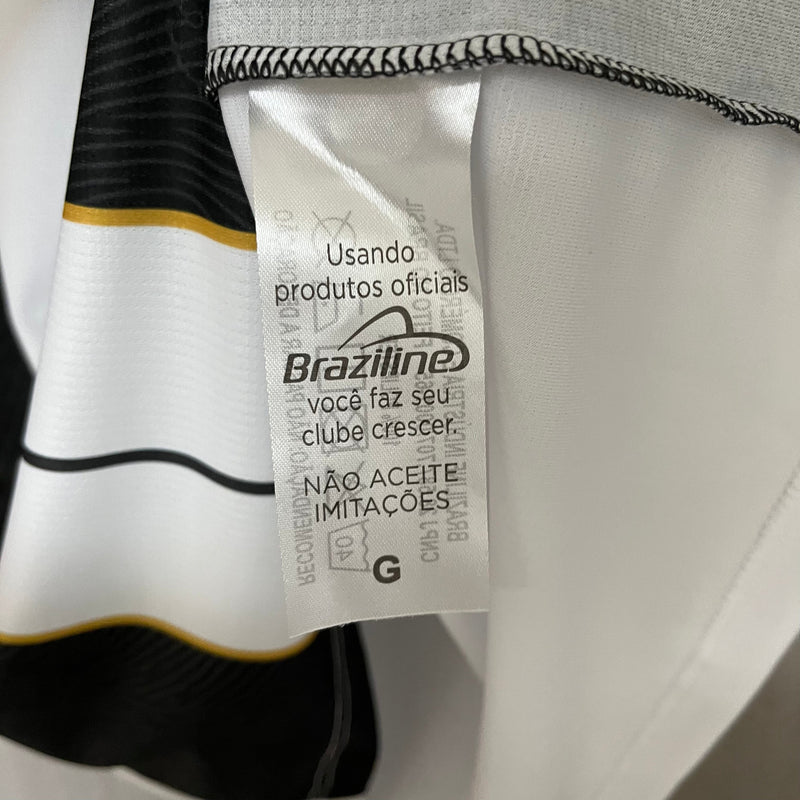 Usando
produtos oficiais
Braziline
você faz seu
clube crescer.
NÃO ACEITE
IMITAÇÕES
G